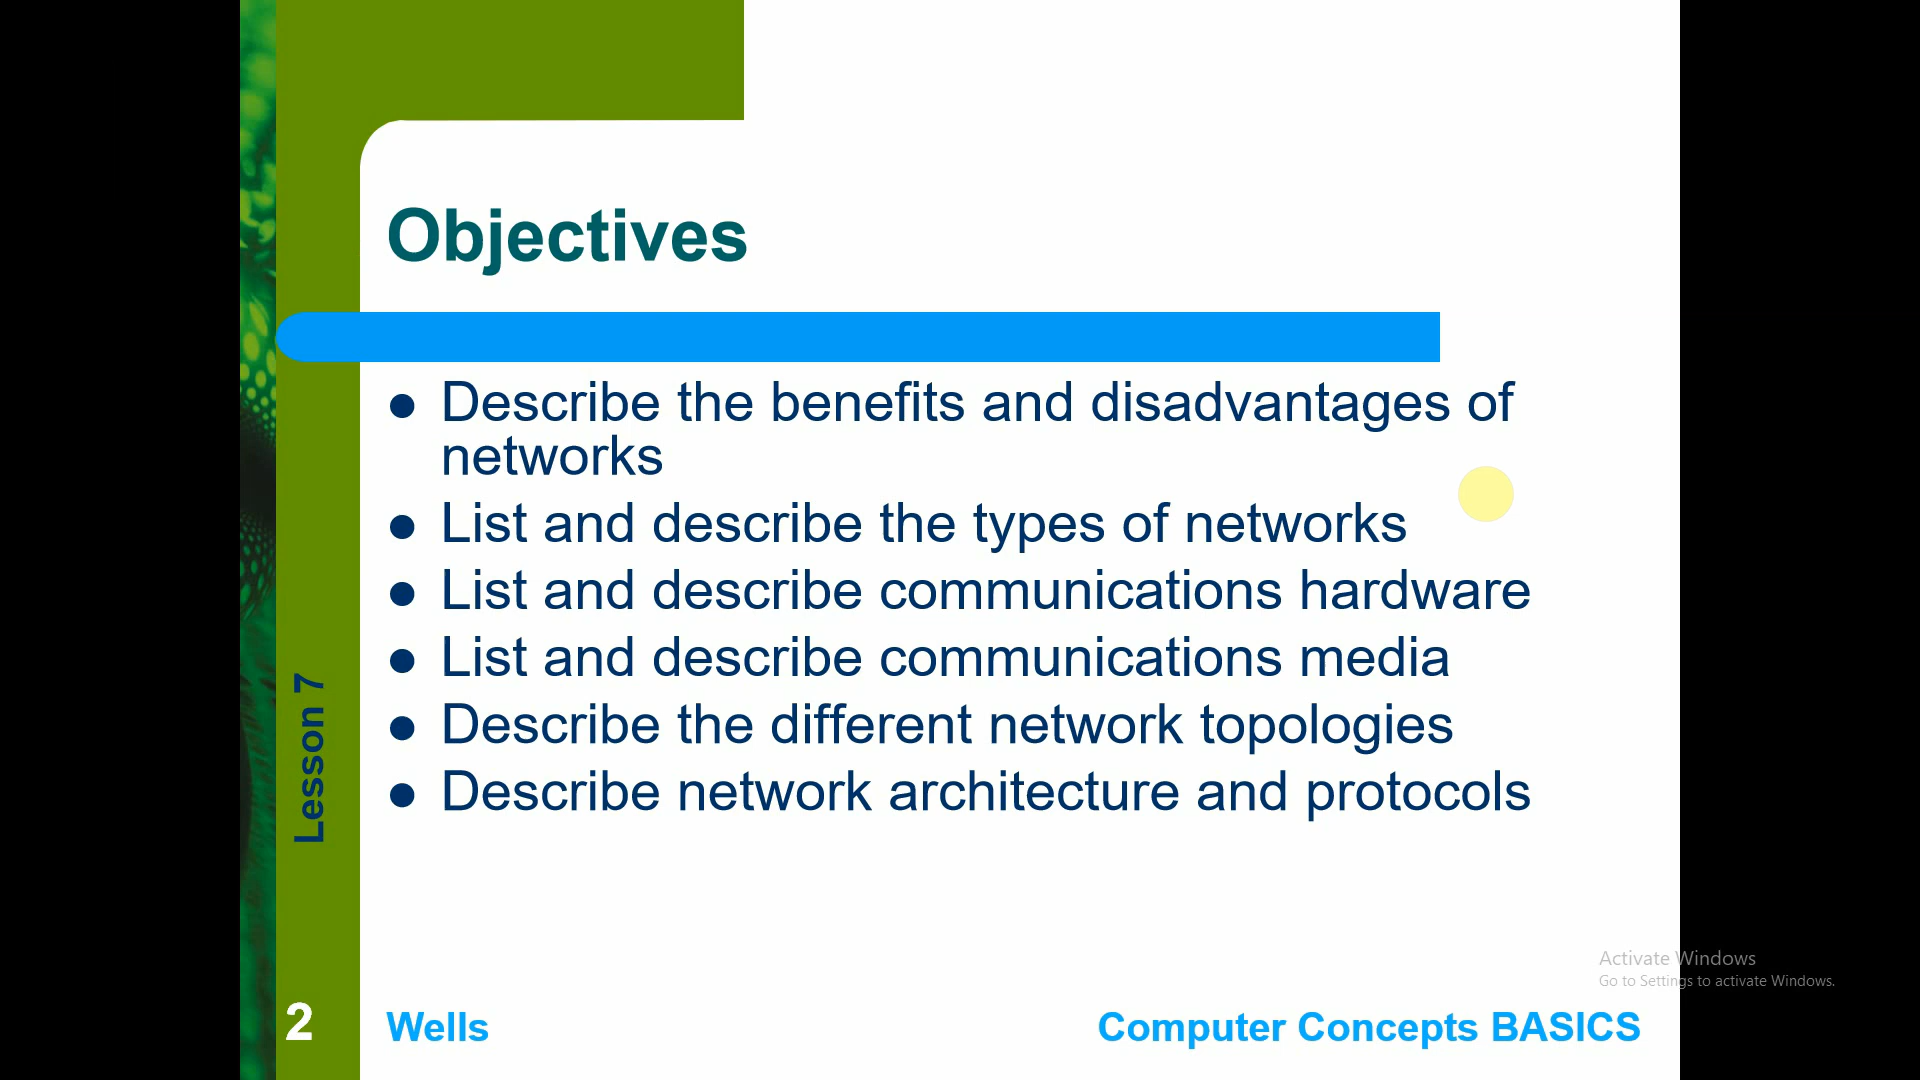 Objectives
Describe the benefits and disadvantages of
networks
List and describe the types of networks
List and describe communications hardware
List and describe communications media
Describe the different network topologies
Describe network architecture and protocols
Lesson 7
Activate Windows
Go to Settings to activate Windows.
2
Wells
Computer Concepts BASICS